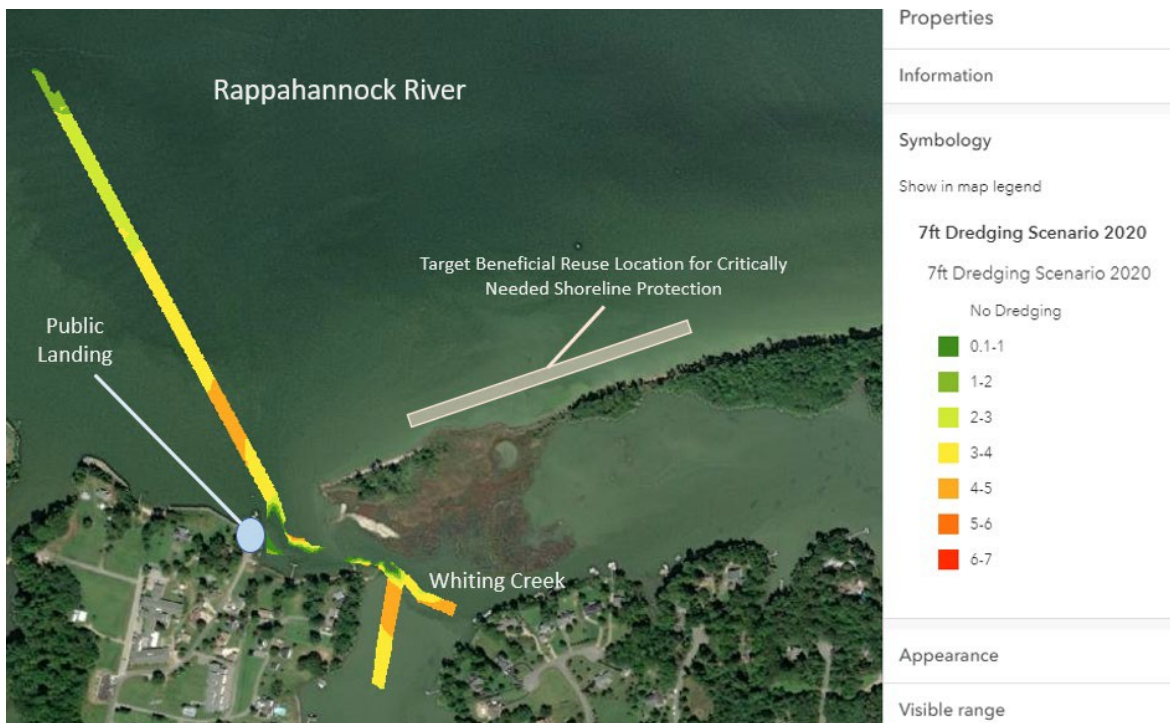 Rappahannock River
Target Beneficial Reuse Location for Critically
Needed Shoreline Protection
Public
Landing
Whiting Creek
Properties
Information
Symbology
Show in map legend
7ft Dredging Scenario 2020
7ft Dredging Scenario 2020
No Dredging
0.1-1
1-2
2-3
3-4
4-5
5-6
6-7
Appearance
Visible range